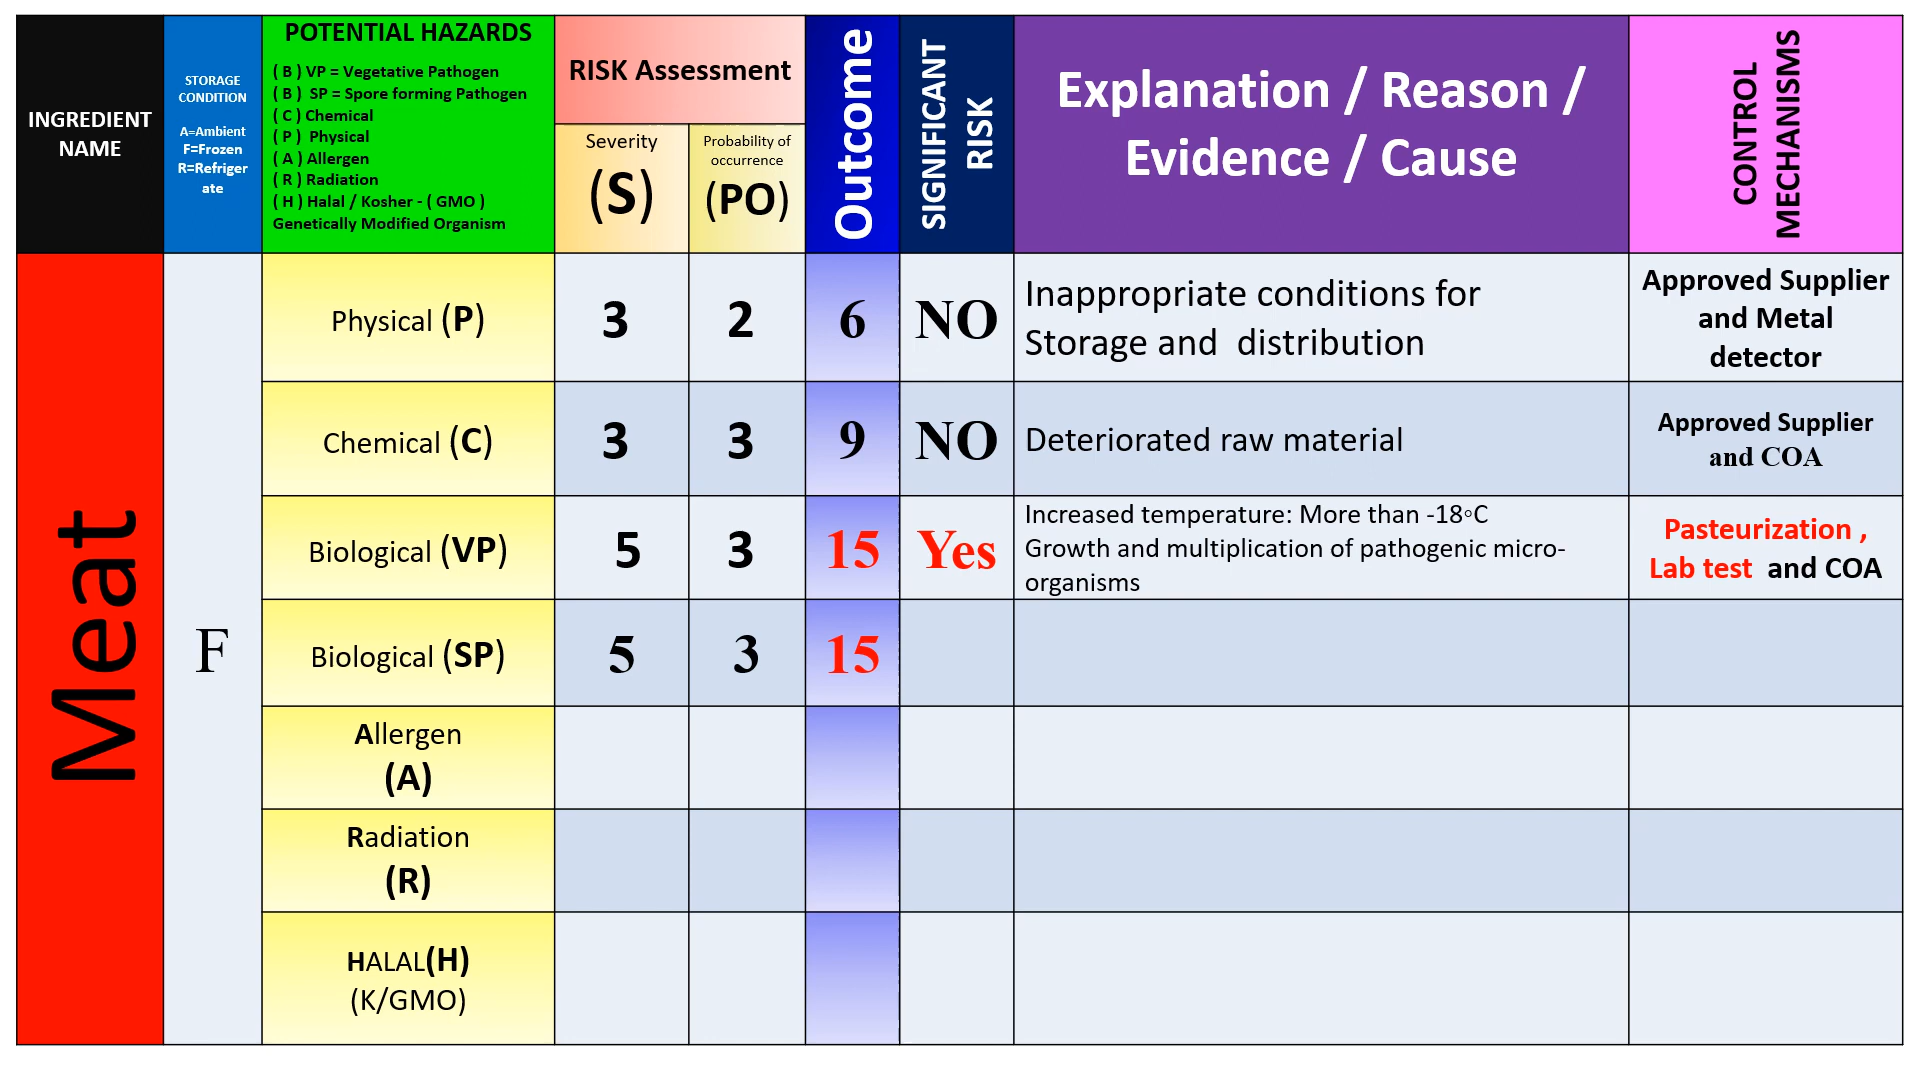 INGREDIENT
NAME
STORAGE
CONDITION
A=Ambient
F=Frozen
R=Refriger
ate
POTENTIAL HAZARDS
( B ) VP = Vegetative Pathogen
( B )  SP = Spore forming Pathogen
( C ) Chemical
( P )  Physical
( A ) Allergen
( R ) Radiation
( H ) Halal / Kosher - ( GMO )
Genetically Modified Organism
RISK Assessment
Severity
(S)
Probability of
occurrence
(PO)
Outcome
SIGNIFICANT
RISK
Explanation / Reason /
Evidence / Cause
CONTROL
MECHANISMS
Meat
F
Physical (P)
3
2
6
NO
Inappropriate conditions for
Storage and  distribution
Approved Supplier
and Metal
detector
Chemical (C)
3
3
9
NO
Deteriorated raw material
Approved Supplier
and COA
Biological (VP)
5
3
15
Yes
Increased temperature: More than -18◦C
Growth and multiplication of pathogenic micro-
organisms
Pasteurization ,
Lab test  and COA
Biological (SP)
5
3
15
Allergen
(A)
Radiation
(R)
HALAL(H)
(K/GMO)